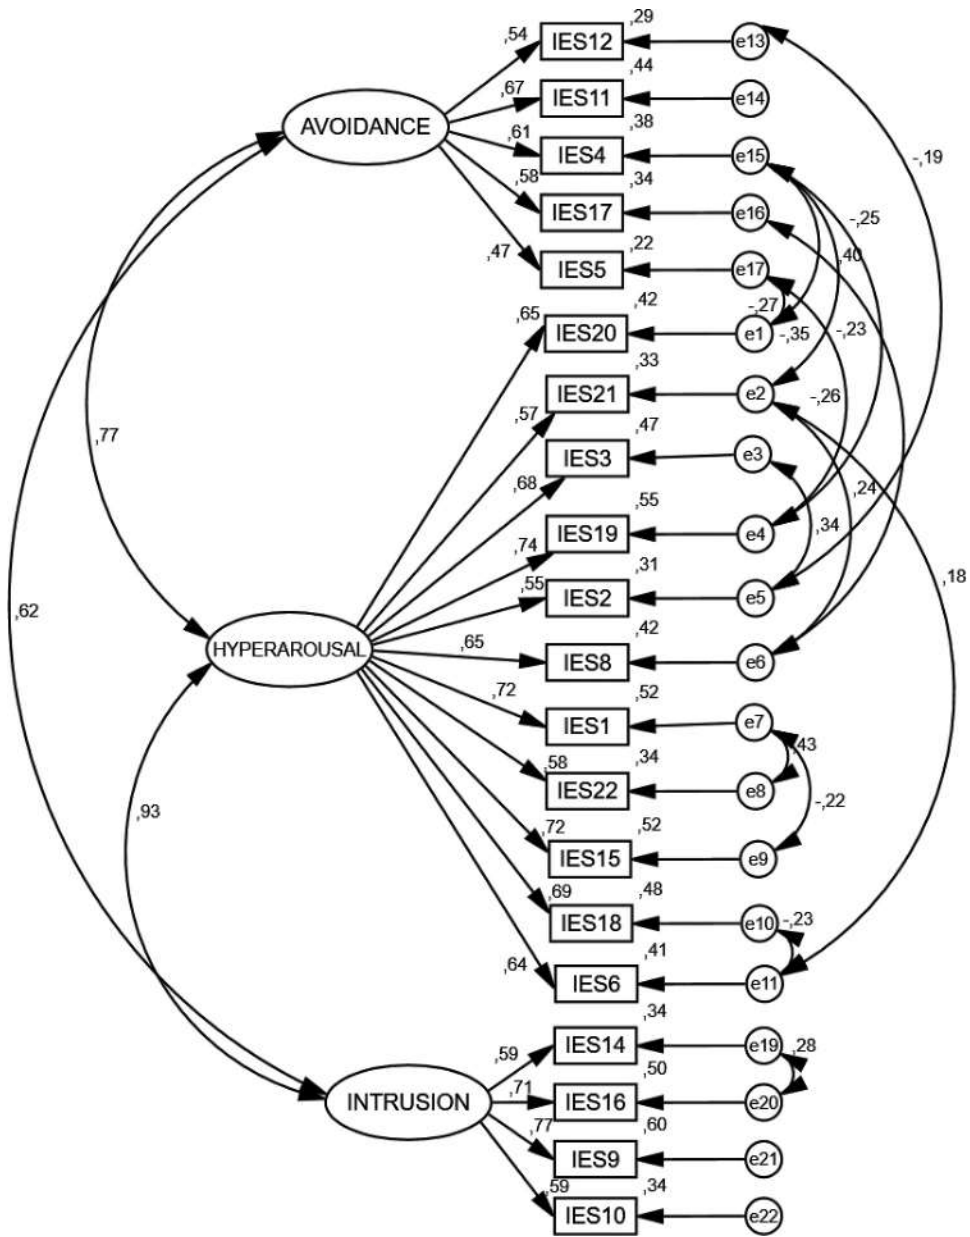 ,29
,54
IES12
e13
,44
,67
IES11
e14
AVOIDANCE
,38
,61
IES4
e15
-,19
,34
,58
IES17
e16
-,25
,40
,22
,47
IES5
e17
,42
-,27
,65
IES20
e1
-,35
-,23
,33
IES21
e2
-,26
,57
,47
,77
IES3
e3
,68
,24
,55
,74
IES19
e4
,34
,18
,31
,55
IES2
e5
,62
,42
HYPERAROUSAL
,65
IES8
e6
,52
,72
IES1
e7
,43
,34
,58
IES22
e8
-,22
,93
,52
,72
IES15
e9
,48
,69
IES18
e10
-,23
,41
,64
IES6
e11
,34
IES14
e19
,28
,59
,50
INTRUSION
,71
IES16
e20
,60
,77
IES9
e21
,34
,59
IES10
e22